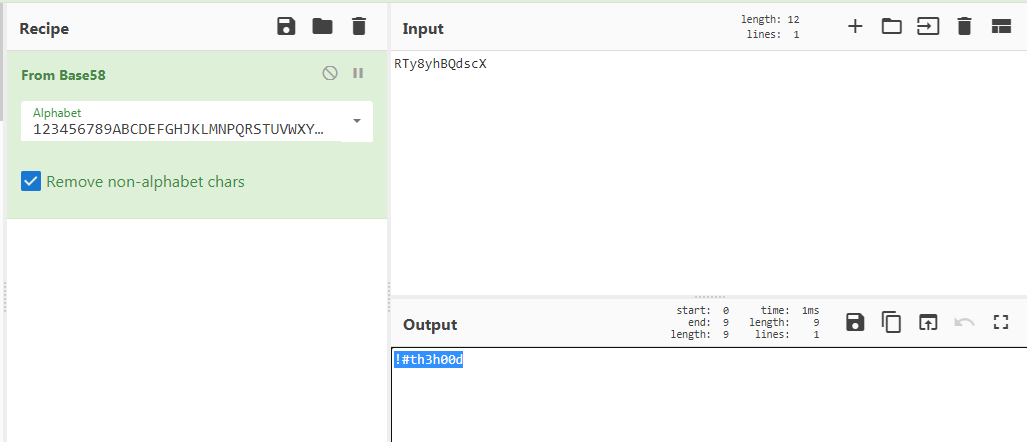 Recipe
From Base58
Alphabet
123456789ABCDEFGHJKLMNPQRSTUVWXY...
Remove non-alphabet chars
Input
length: 12
lines: 1
RTy8yhBQdscX
Output
start: 0
end: 9
length: 9
time: 1ms
length: 9
lines: 1
!#th3h00d